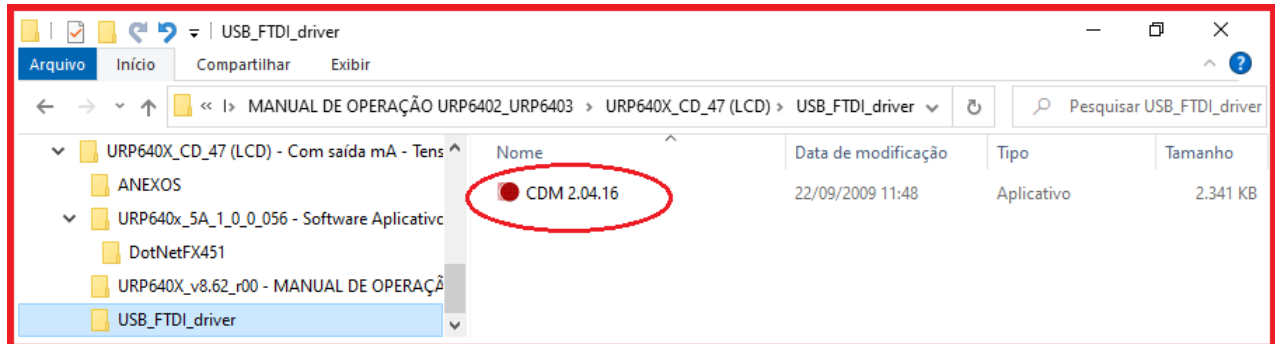 USB_FTDI_driver
Arquivo Início Compartilhar Exibir
« I> MANUAL DE OPERAÇÃO URP6402_URP6403 > URP640X_CD_47 (LCD) > USB_FTDI_driver Pesquisar USB_FTDI_driver
URP640X_CD_47 (LCD) - Com saída mA - Tens
ANEXOS
URP640x_5A_1_0_0_056 - Software Aplicativo
DotNetFX451
URP640X_v8.62_r00 - MANUAL DE OPERAÇÃ
USB_FTDI_driver
Nome Data de modificação Tipo Tamanho
CDM 2.04.16 22/09/2009 11:48 Aplicativo 2.341 KB